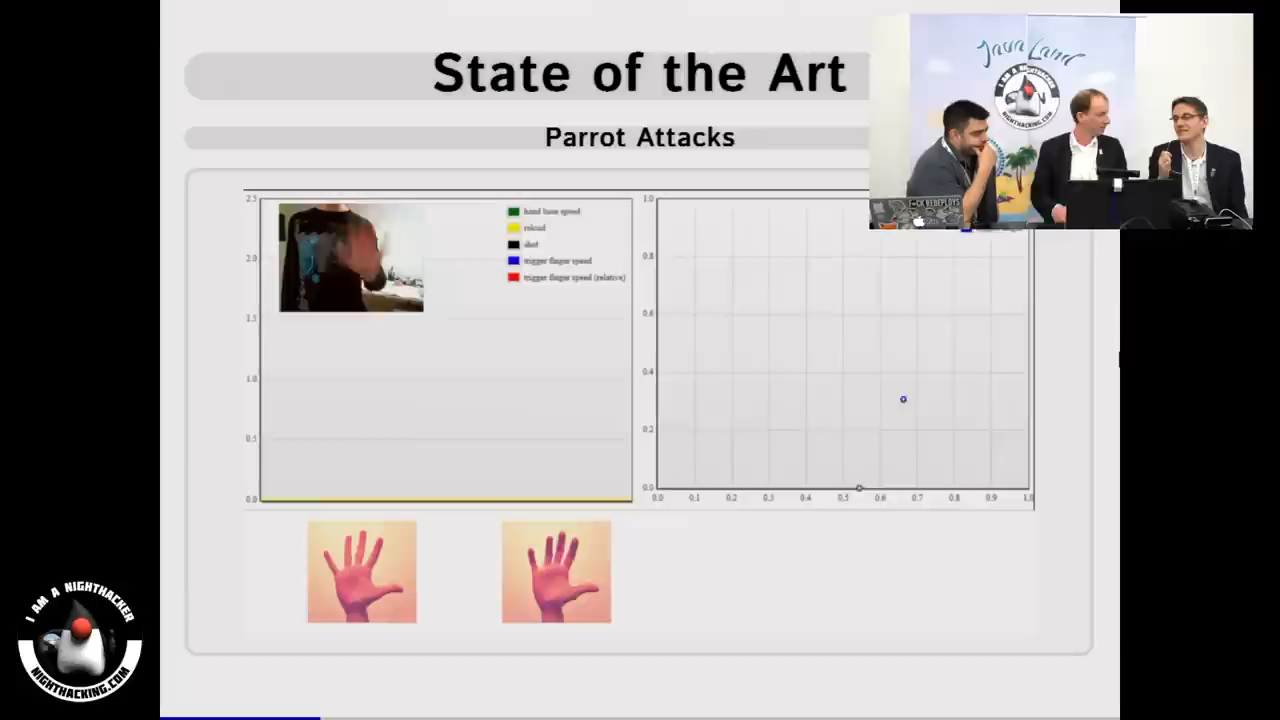 State of the Art
Parrot Attacks
2.5
2.0
1.5
1.0
0.5
0.0
hand base speed
reload
shot
trigger finger speed
trigger finger speed (relative)
1.0
0.8
0.6
0.4
0.2
0.0
0.0 0.1 0.2 0.3 0.4 0.5 0.6 0.7 0.8 0.9 1.0
Java Land
I AM A NIGHTHACKER
NIGHTHACKING.COM
F*CK REDEPLOYS
I AM A NIGHTHACKER
NIGHTHACKING.COM